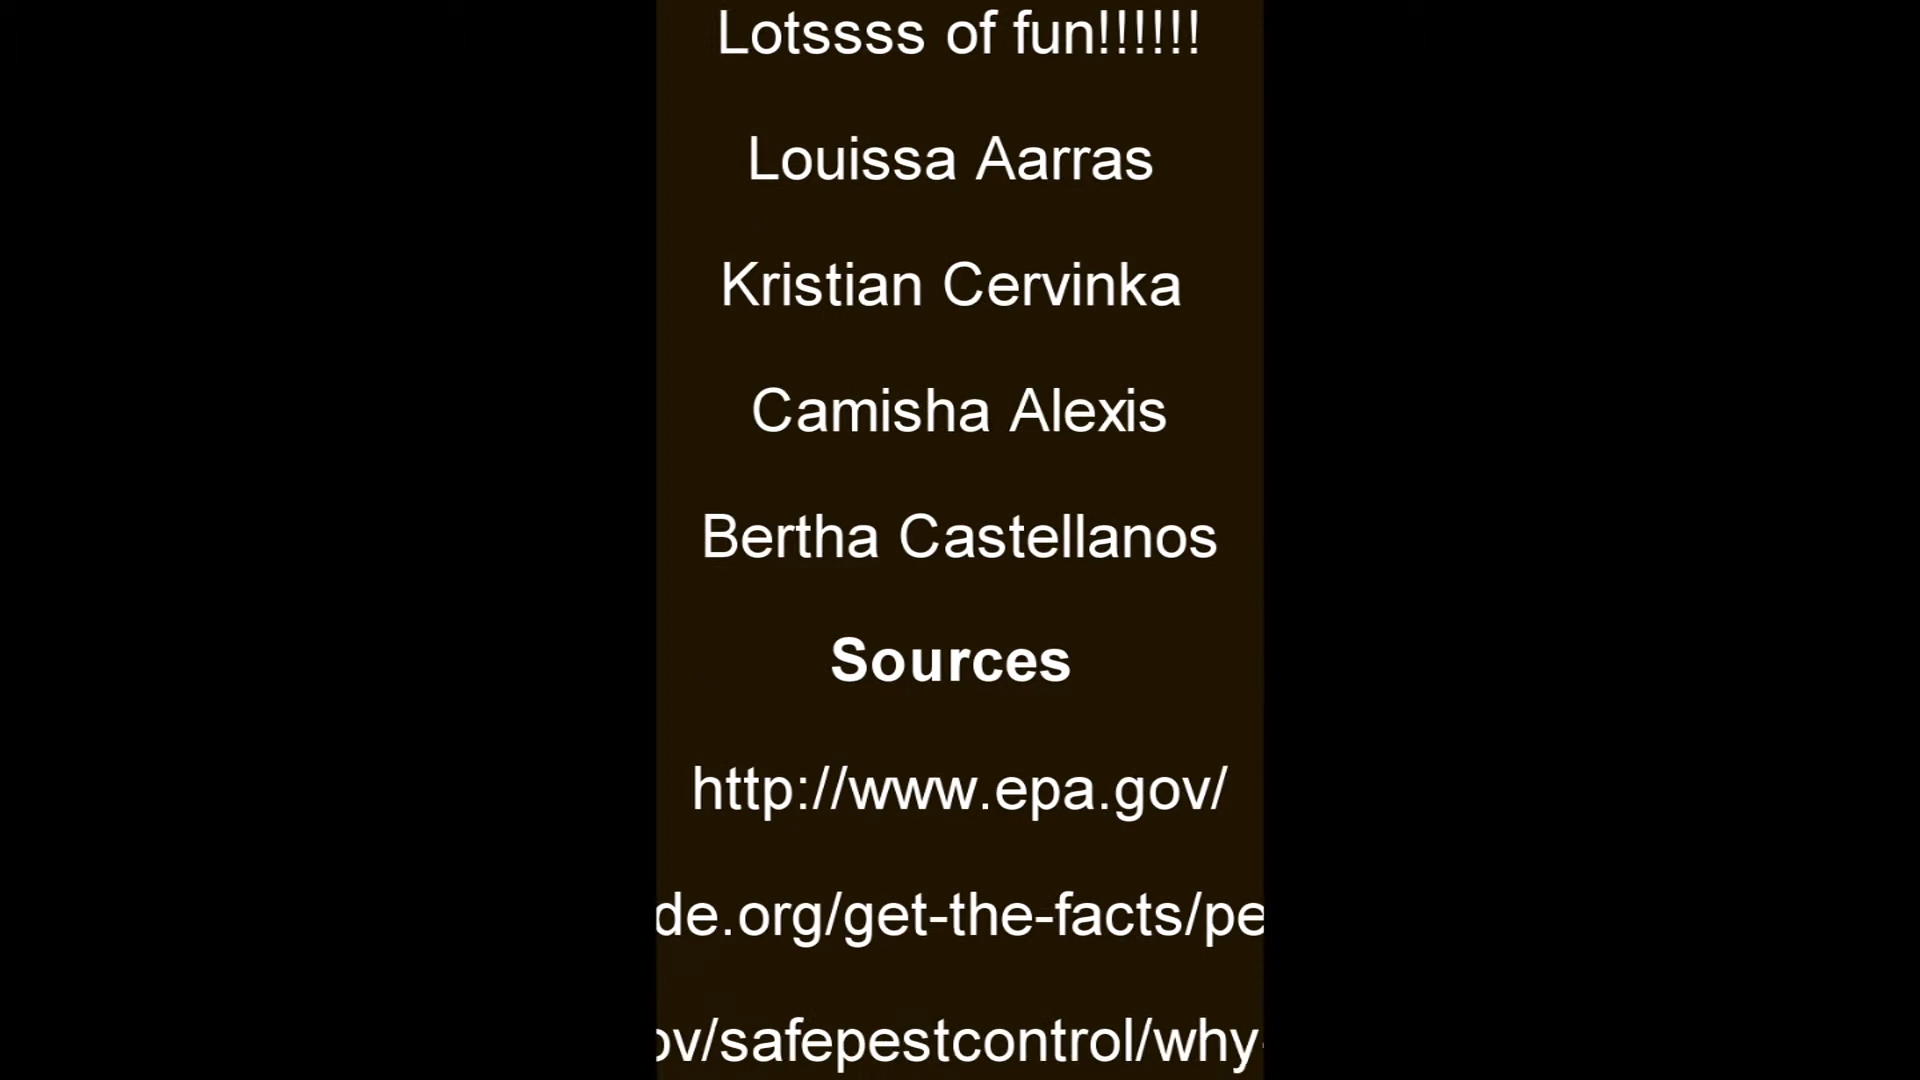 Lotssss of fun!!!!!!
Louissa Aarras
Kristian Cervinka
Camisha Alexis
Bertha Castellanos
Sources
http://www.epa.gov/
de.org/get-the-facts/pe
ov/safepestcontrol/why-